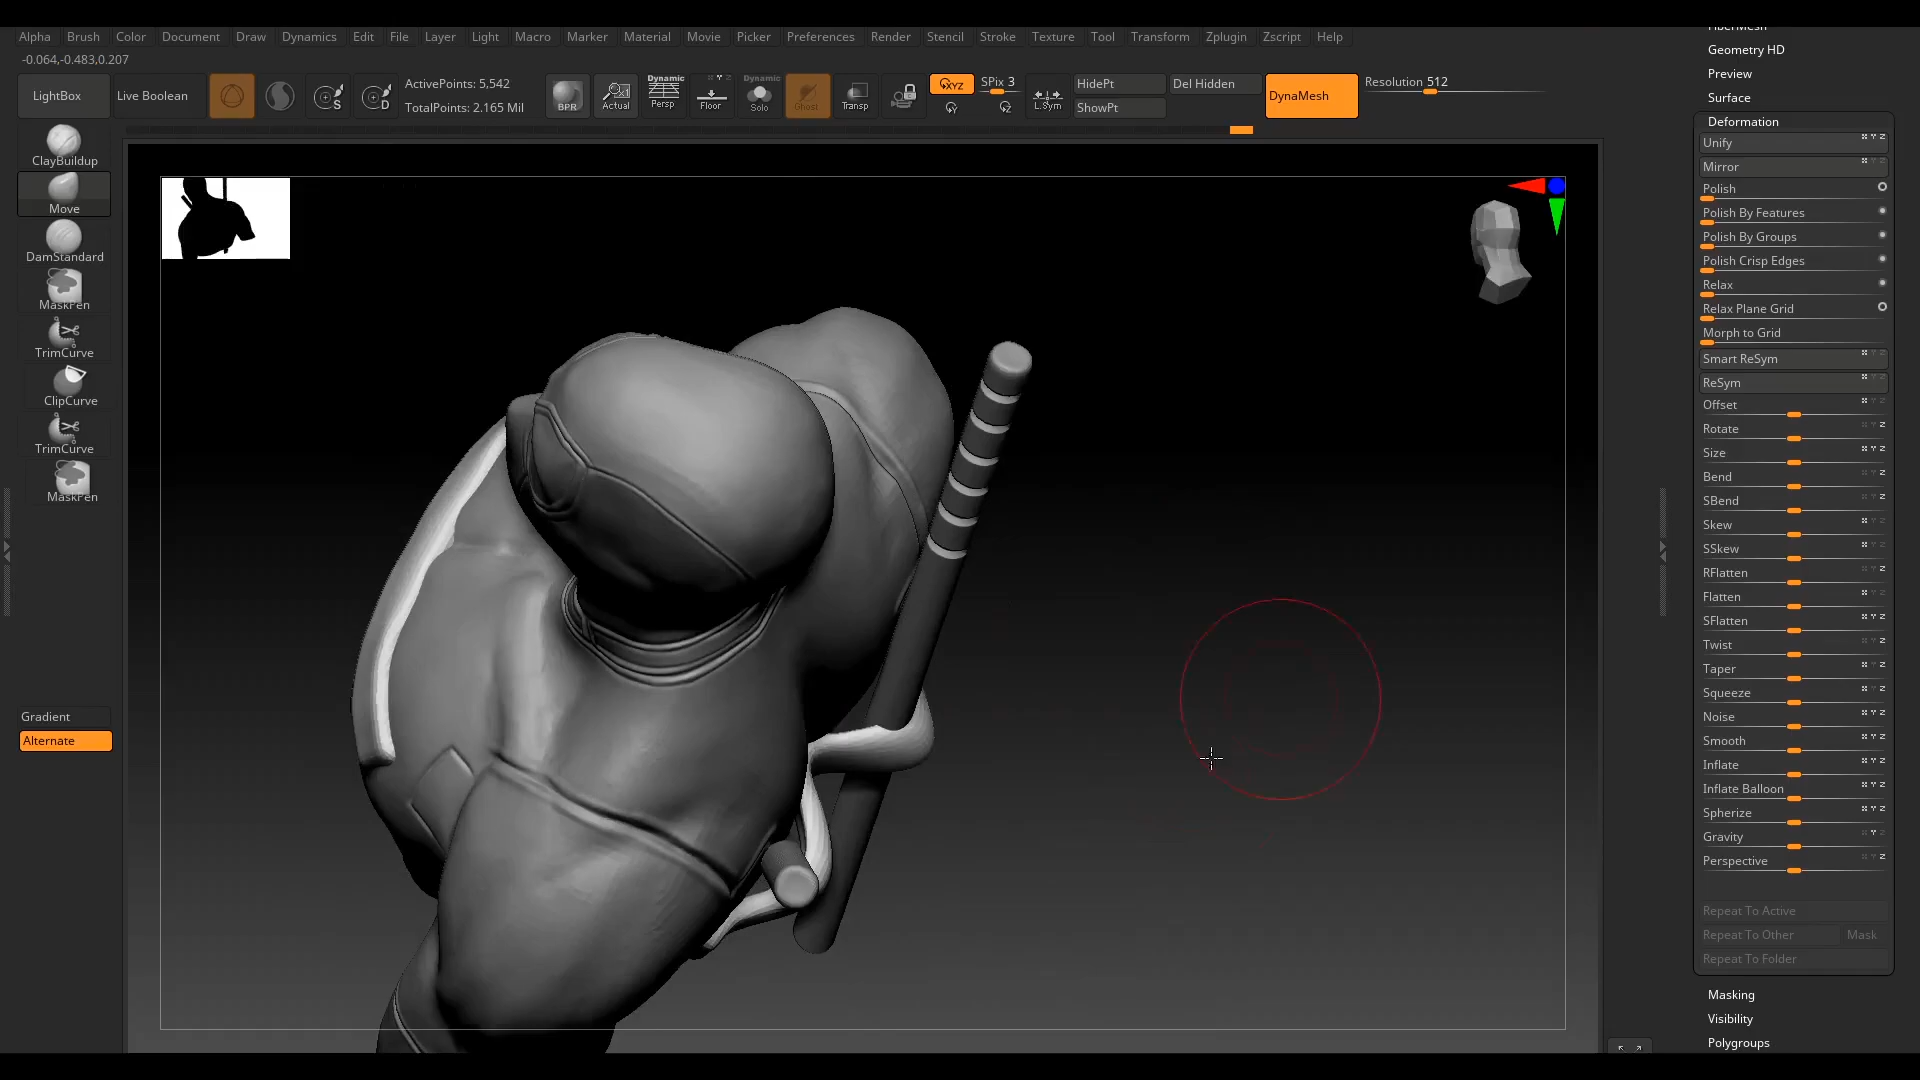 FiberMesh
Alpha Brush Color Document Draw Dynamics Edit File Layer Light Macro Marker Material Movie Picker Preferences Render Stencil Stroke Texture Tool Transform Zplugin Zscript Help
-0.064,-0.483,0.207
LightBox
Live Boolean
S
D
ActivePoints: 5,542
TotalPoints: 2.165 Mil
BPR
Actual
Dynamic
Persp
Floor
Dynamic
Solo
Ghost
Transp
XYZ
SPix 3
L.Sym
HidePt
ShowPt
Del Hidden
DynaMesh
Resolution 512
ClayBuildup
Move
DamStandard
MaskPen
TrimCurve
ClipCurve
TrimCurve
MaskPen
Gradient
Alternate
Geometry HD
Preview
Surface
Deformation
Unify
Mirror
Polish
Polish By Features
Polish By Groups
Polish Crisp Edges
Relax
Relax Plane Grid
Morph to Grid
Smart ReSym
ReSym
Offset
Rotate
Size
Bend
SBend
Skew
SSkew
RFlatten
Flatten
SFlatten
Twist
Taper
Squeeze
Noise
Smooth
Inflate
Inflate Balloon
Spherize
Gravity
Perspective
Repeat To Active
Repeat To Other Mask
Repeat To Folder
Masking
Visibility
Polygroups